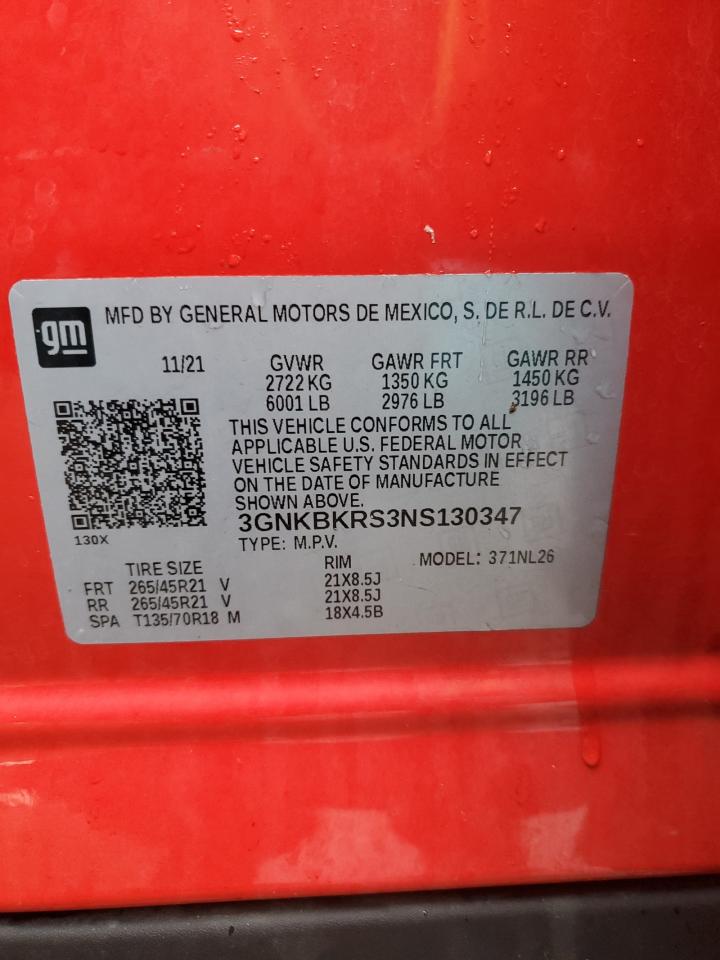 gm MFD BY GENERAL MOTORS DE MEXICO, S. DE R.L. DE C.V.
11/21 GVWR GAWR FRT GAWR RR
2722 KG 1350 KG 1450 KG
6001 LB 2976 LB 3196 LB
THIS VEHICLE CONFORMS TO ALL
APPLICABLE U.S. FEDERAL MOTOR
VEHICLE SAFETY STANDARDS IN EFFECT
ON THE DATE OF MANUFACTURE
SHOWN ABOVE.
3GNKBKRS3NS130347
130X
TYPE: M.P.V.
TIRE SIZE RIM MODEL: 371NL26
FRT 265/45R21 V 21X8.5J
RR 265/45R21 V 21X8.5J
SPA T135/70R18 M 18X4.5B